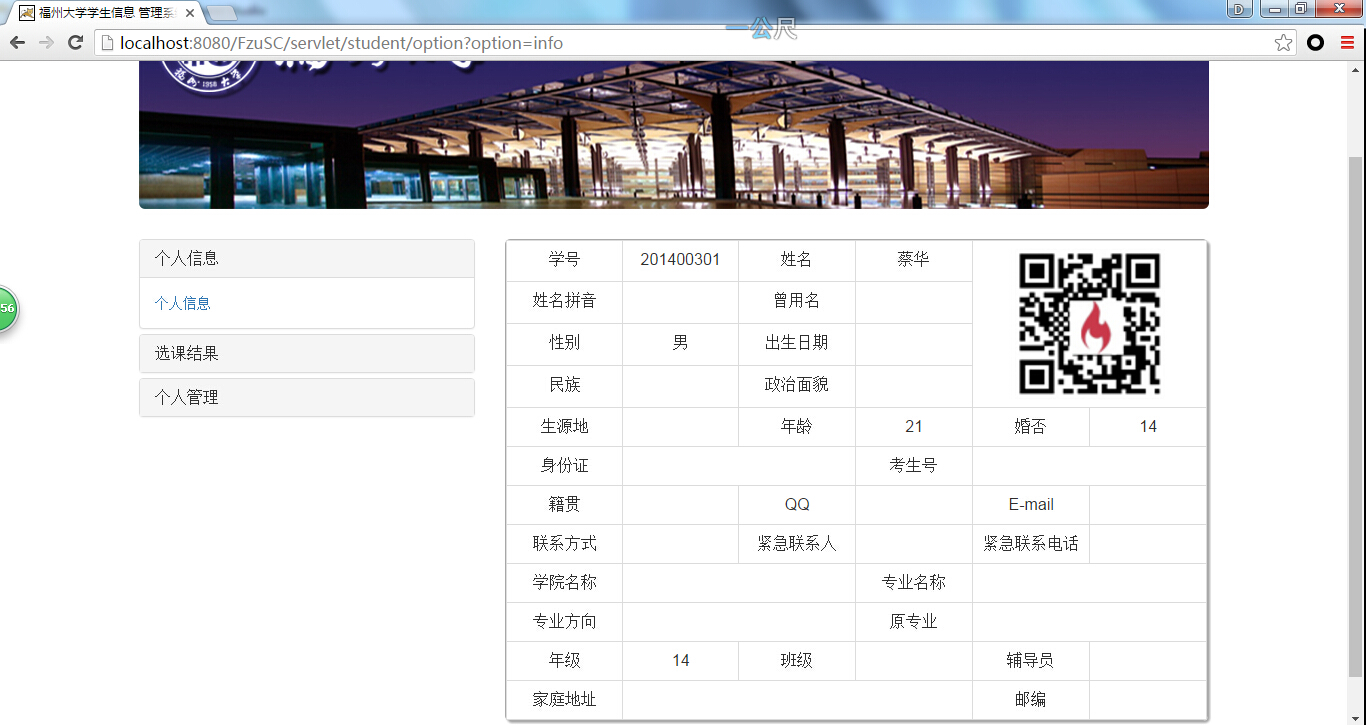 福州大学学生信息 管理系
D
一公尺
localhost:8080/FzuSC/servlet/student/option?option=info
1958
56
个人信息
个人信息
选课结果
个人管理
学号 201400301 姓名 蔡华
姓名拼音 曾用名
性别 男 出生日期
民族 政治面貌
生源地 年龄 21 婚否 14
身份证 考生号
籍贯 QQ E-mail
联系方式 紧急联系人 紧急联系电话
学院名称 专业名称
专业方向 原专业
年级 14 班级 辅导员
家庭地址 邮编